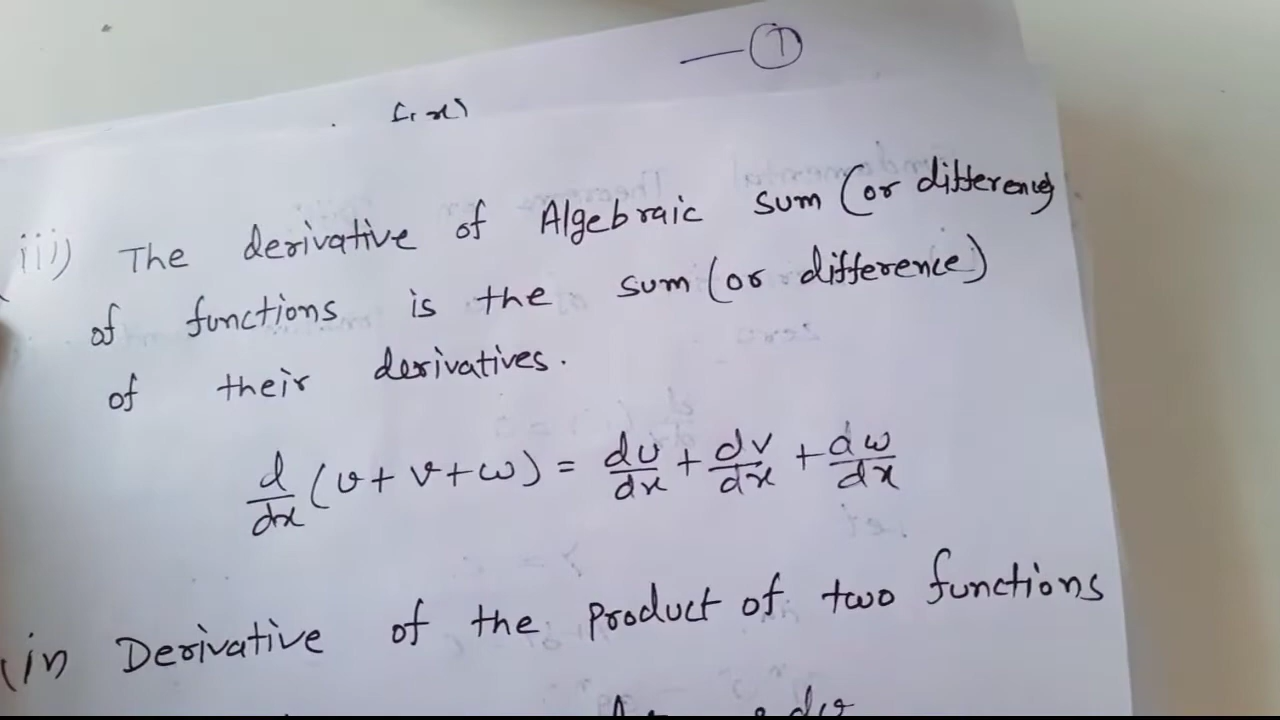 — ①
iii) The derivative of Algebraic sum (or difference)
of functions is the sum (or difference)
of their derivatives.
d/dx (u + v + w) = du/dx + dv/dx + dw/dx
Derivative of the product of two functions